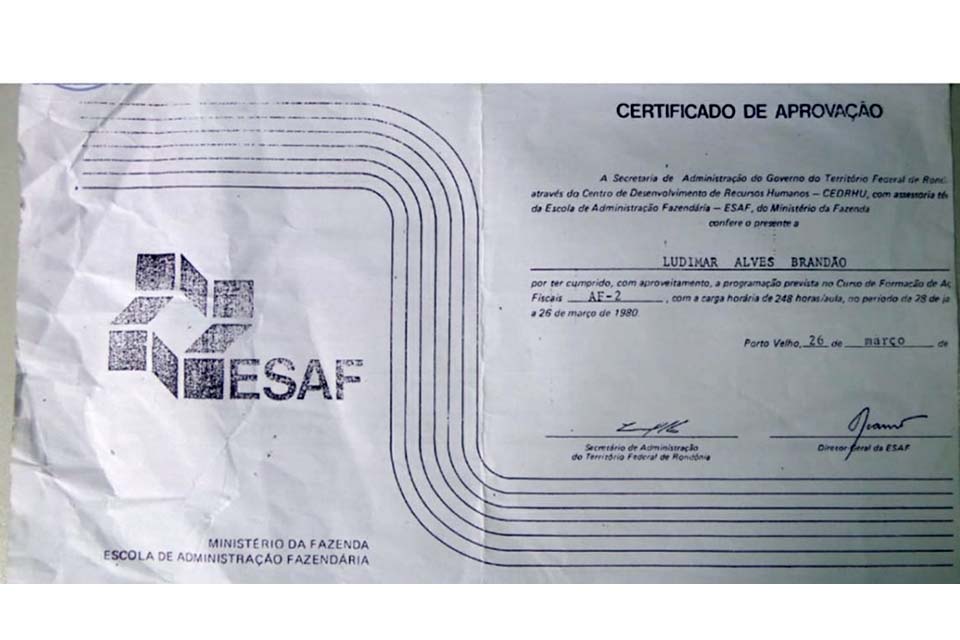 ESAF
MINISTÉRIO DA FAZENDA
ESCOLA DE ADMINISTRAÇÃO FAZENDÁRIA
CERTIFICADO DE APROVAÇÃO
A Secretaria de Administração do Governo do Território Federal de
através do Centro de Desenvolvimento de Recursos Humanos — CEDRHU, com assessoria
da Escola de Administração Fazendária — ESAF, do Ministério da Fazenda
confere o presente a
LUDIMAR ALVES BRANDÃO
por ter cumprido, com aproveitamento, a programação prevista no Curso de Formação de
Fiscais AF-2, com a carga horária de 248 horas/aula, no período de 28 de
a 26 de março de 1980.
Porto Velho, 26 de março de
Secretário de Administração
do Território Federal de Rondônia
Diretor-Geral da ESAF